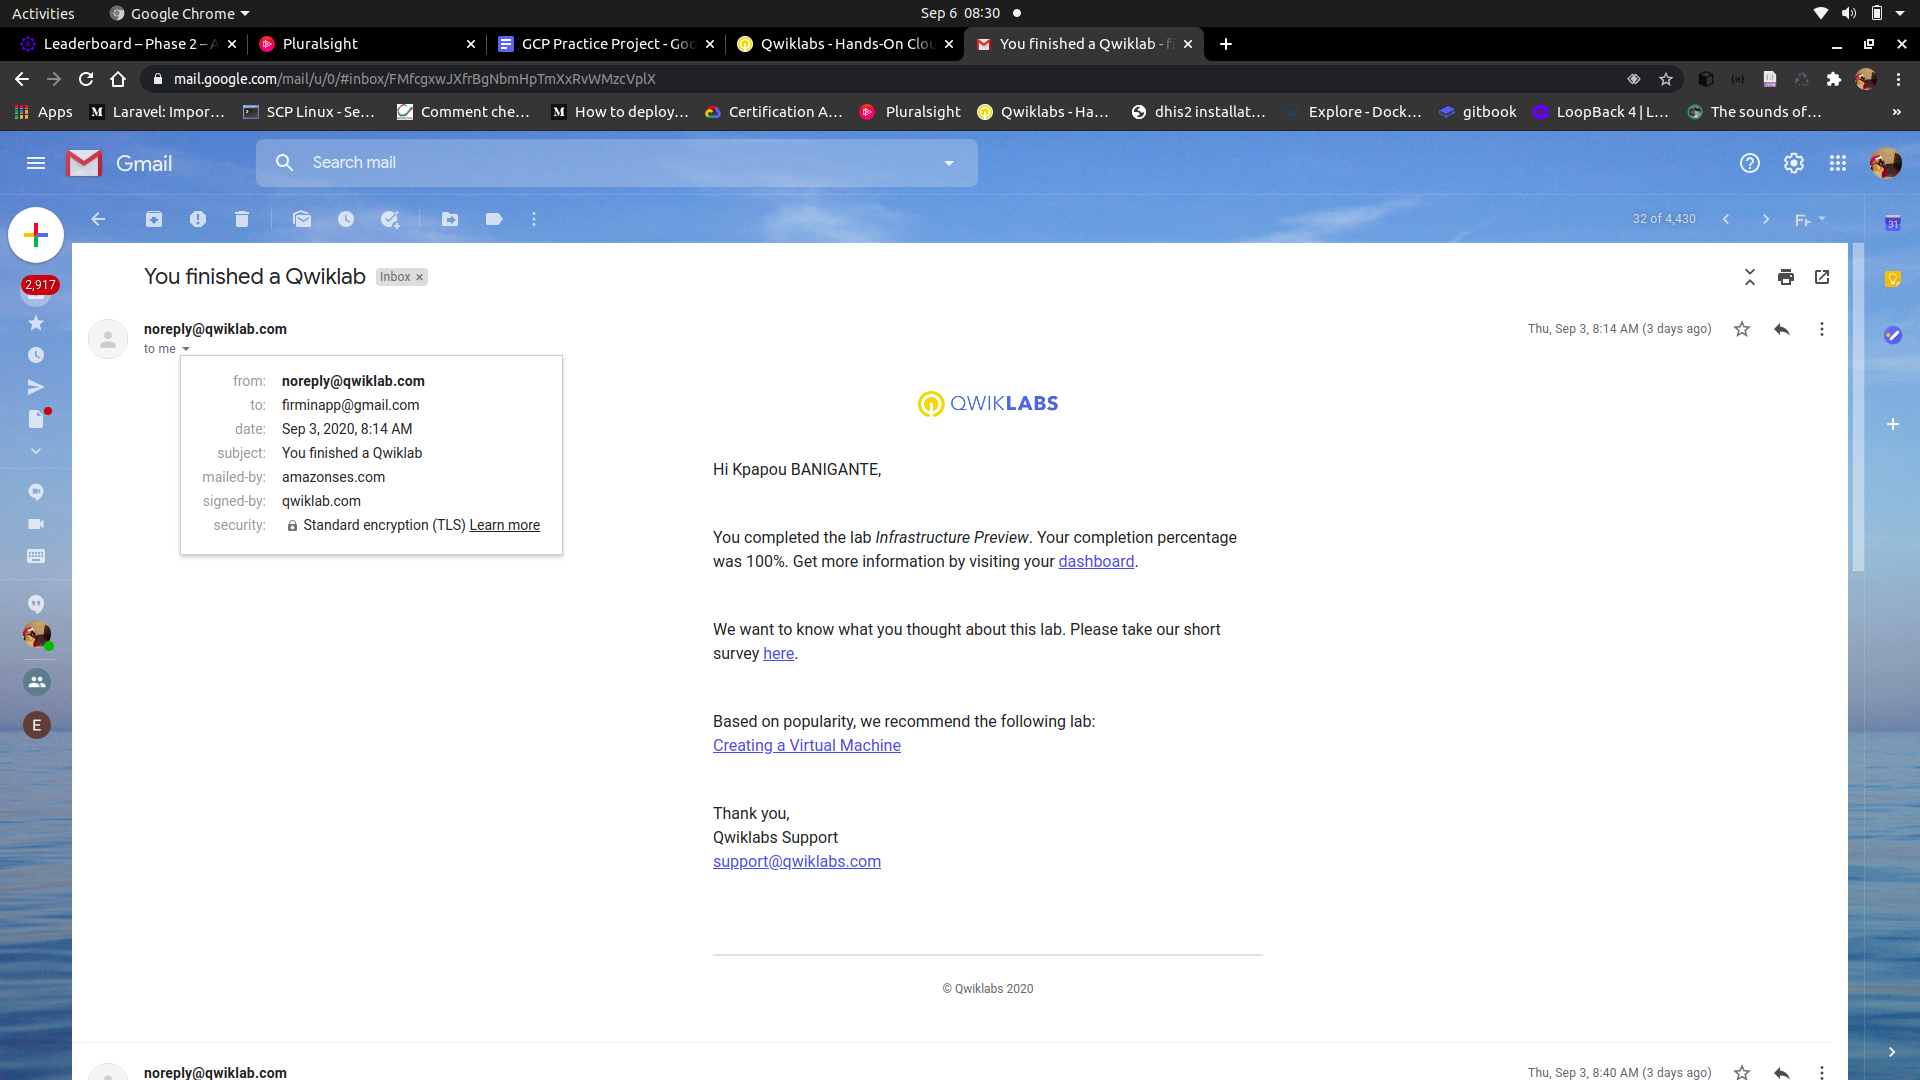 Activities
Google Chrome
Sep 6 08:30
Leaderboard – Phase 2 – A
Pluralsight
GCP Practice Project - Goo
Qwiklabs - Hands-On Clou
You finished a Qwiklab - fi
mail.google.com/mail/u/0/#inbox/FMfcgxwJXfrBgNbmHpTmXxRvWMzcVplX
Apps
Laravel: Impor…
SCP Linux - Se…
Comment che…
How to deploy…
Certification A…
Pluralsight
Qwiklabs - Ha…
dhis2 installat…
Explore - Dock…
gitbook
LoopBack 4 | L…
The sounds of…
»
Gmail
Search mail
32 of 4,430
31
2,917
You finished a Qwiklab
Inbox ×
noreply@qwiklab.com
Thu, Sep 3, 8:14 AM (3 days ago)
to me
from: noreply@qwiklab.com
to: firminapp@gmail.com
date: Sep 3, 2020, 8:14 AM
subject: You finished a Qwiklab
mailed-by: amazonses.com
signed-by: qwiklab.com
security: Standard encryption (TLS) Learn more
QWIKLABS
Hi Kpapou BANIGANTE,
You completed the lab Infrastructure Preview. Your completion percentage
was 100%. Get more information by visiting your dashboard.
We want to know what you thought about this lab. Please take our short
survey here.
Based on popularity, we recommend the following lab:
Creating a Virtual Machine
Thank you,
Qwiklabs Support
support@qwiklabs.com
E
© Qwiklabs 2020
noreply@qwiklab.com
Thu, Sep 3, 8:40 AM (3 days ago)